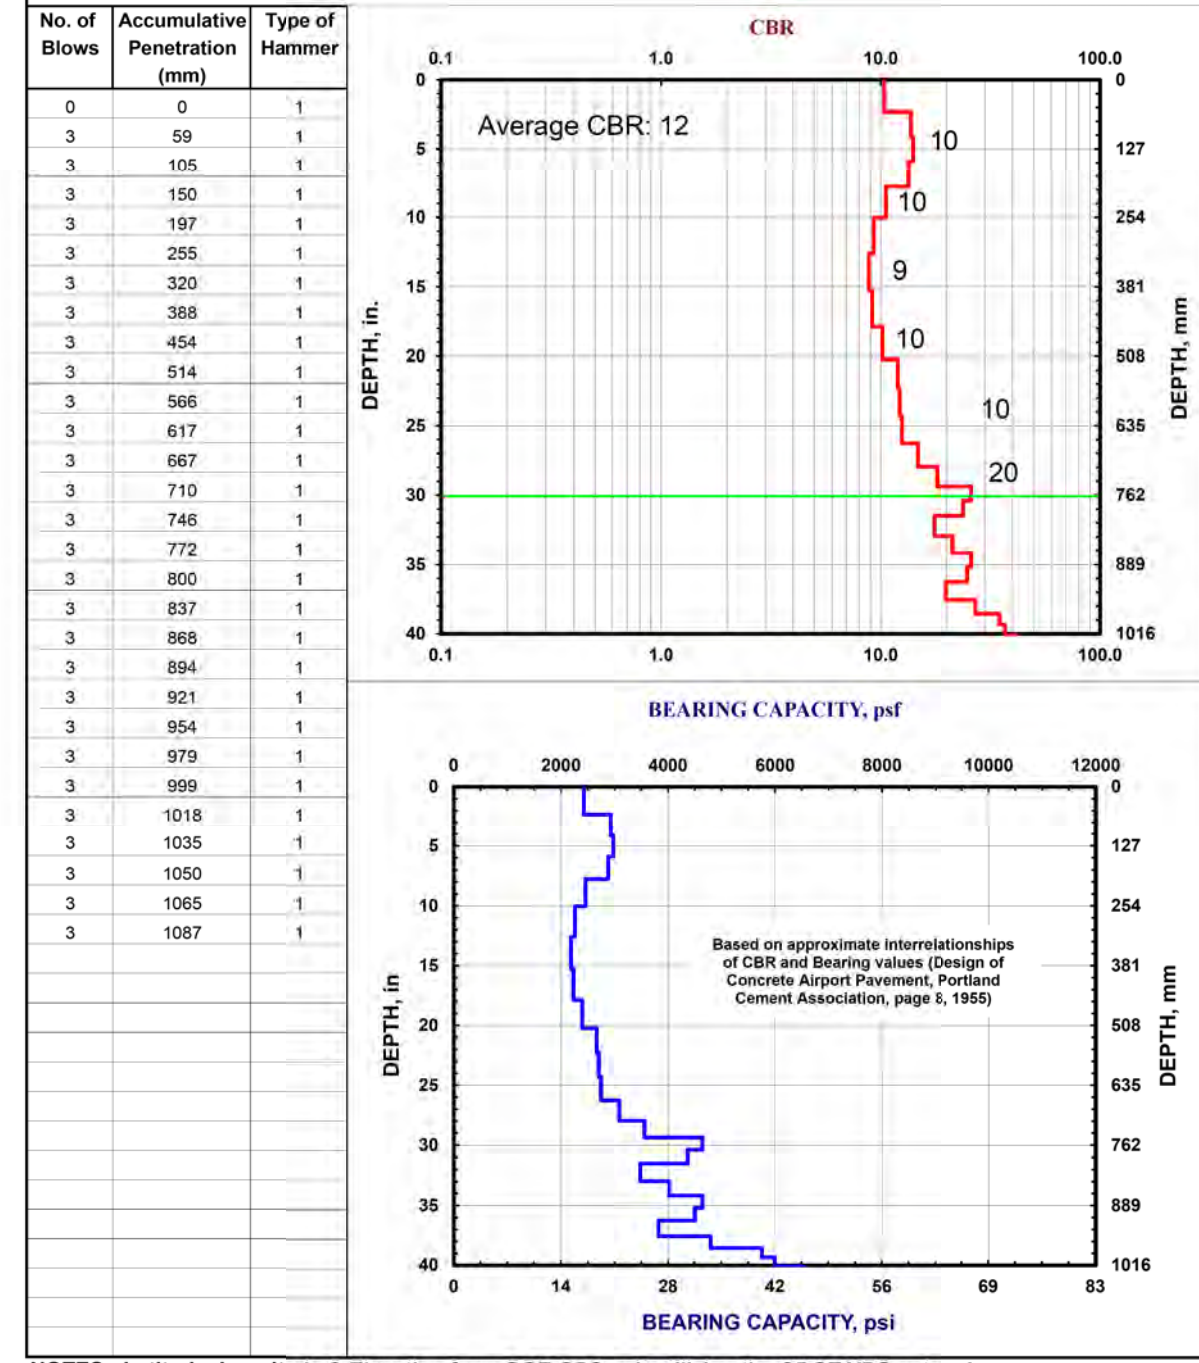 No. of Blows Accumulative Penetration (mm) Type of Hammer
0 0 1
3 59 1
3 105 1
3 150 1
3 197 1
3 255 1
3 320 1
3 388 1
3 454 1
3 514 1
3 566 1
3 617 1
3 667 1
3 710 1
3 746 1
3 772 1
3 800 1
3 837 1
3 868 1
3 894 1
3 921 1
3 954 1
3 979 1
3 999 1
3 1018 1
3 1035 1
3 1050 1
3 1065 1
3 1087 1
CBR
0.1 1.0 10.0 100.0
0 0
Average CBR: 12
10
5 127
10
10 254
9
15 381
10
20 508
10
25 635
20
30 762
35 889
40 1016
0.1 1.0 10.0 100.0
DEPTH, in.
DEPTH, mm
BEARING CAPACITY, psf
0 2000 4000 6000 8000 10000 12000
0 0
5 127
10 254
Based on approximate interrelationships
of CBR and Bearing values (Design of
Concrete Airport Pavement, Portland
Cement Association, page 8, 1955)
15 381
20 508
25 635
30 762
35 889
40 1016
0 14 28 42 56 69 83
DEPTH, in
DEPTH, mm
BEARING CAPACITY, psi